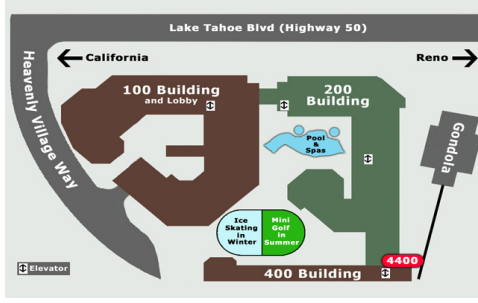 Lake Tahoe Blvd (Highway 50)
California
Reno
Heavenly Village Way
100 Building
and Lobby
200
Building
Pool
&
Spas
Gondola
Ice
Skating
in
Winter
Mini
Golf
in
Summer
4400
400 Building
Elevator